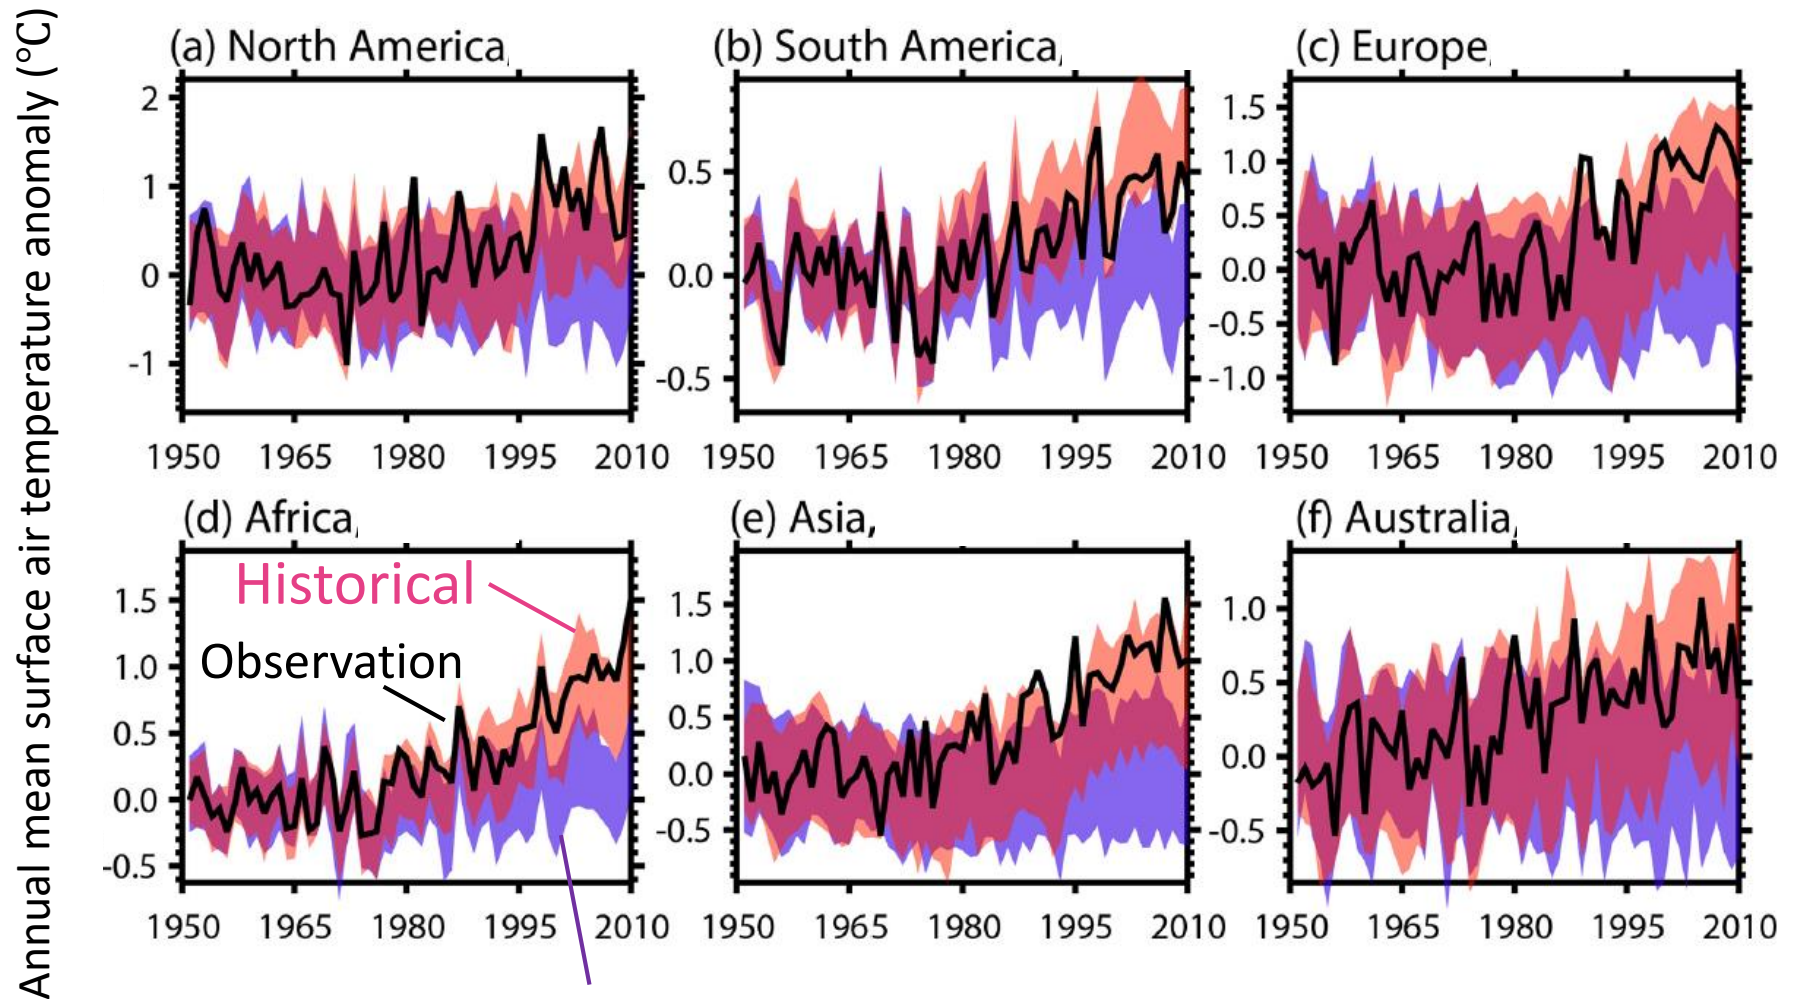 Annual mean surface air temperature anomaly (°C)
(a) North America,
(b) South America,
(c) Europe,
2
1
0
-1
0.5
0.0
-0.5
1.5
1.0
0.5
0.0
-0.5
-1.0
1950 1965 1980 1995 2010
1950 1965 1980 1995 2010
1950 1965 1980 1995 2010
(d) Africa,
(e) Asia,
(f) Australia,
Historical
Observation
1.5
1.0
0.5
0.0
-0.5
1.5
1.0
0.5
0.0
-0.5
1.0
0.5
0.0
-0.5
1950 1965 1980 1995 2010
1950 1965 1980 1995 2010
1950 1965 1980 1995 2010